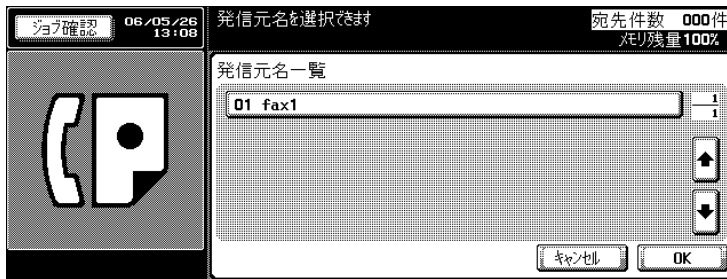 ジョブ確認
06/05/26
13:08
発信元名を選択できます
宛先件数 000件
メモリ残量100%
発信元名一覧
01 fax1
1
1
キャンセル
OK